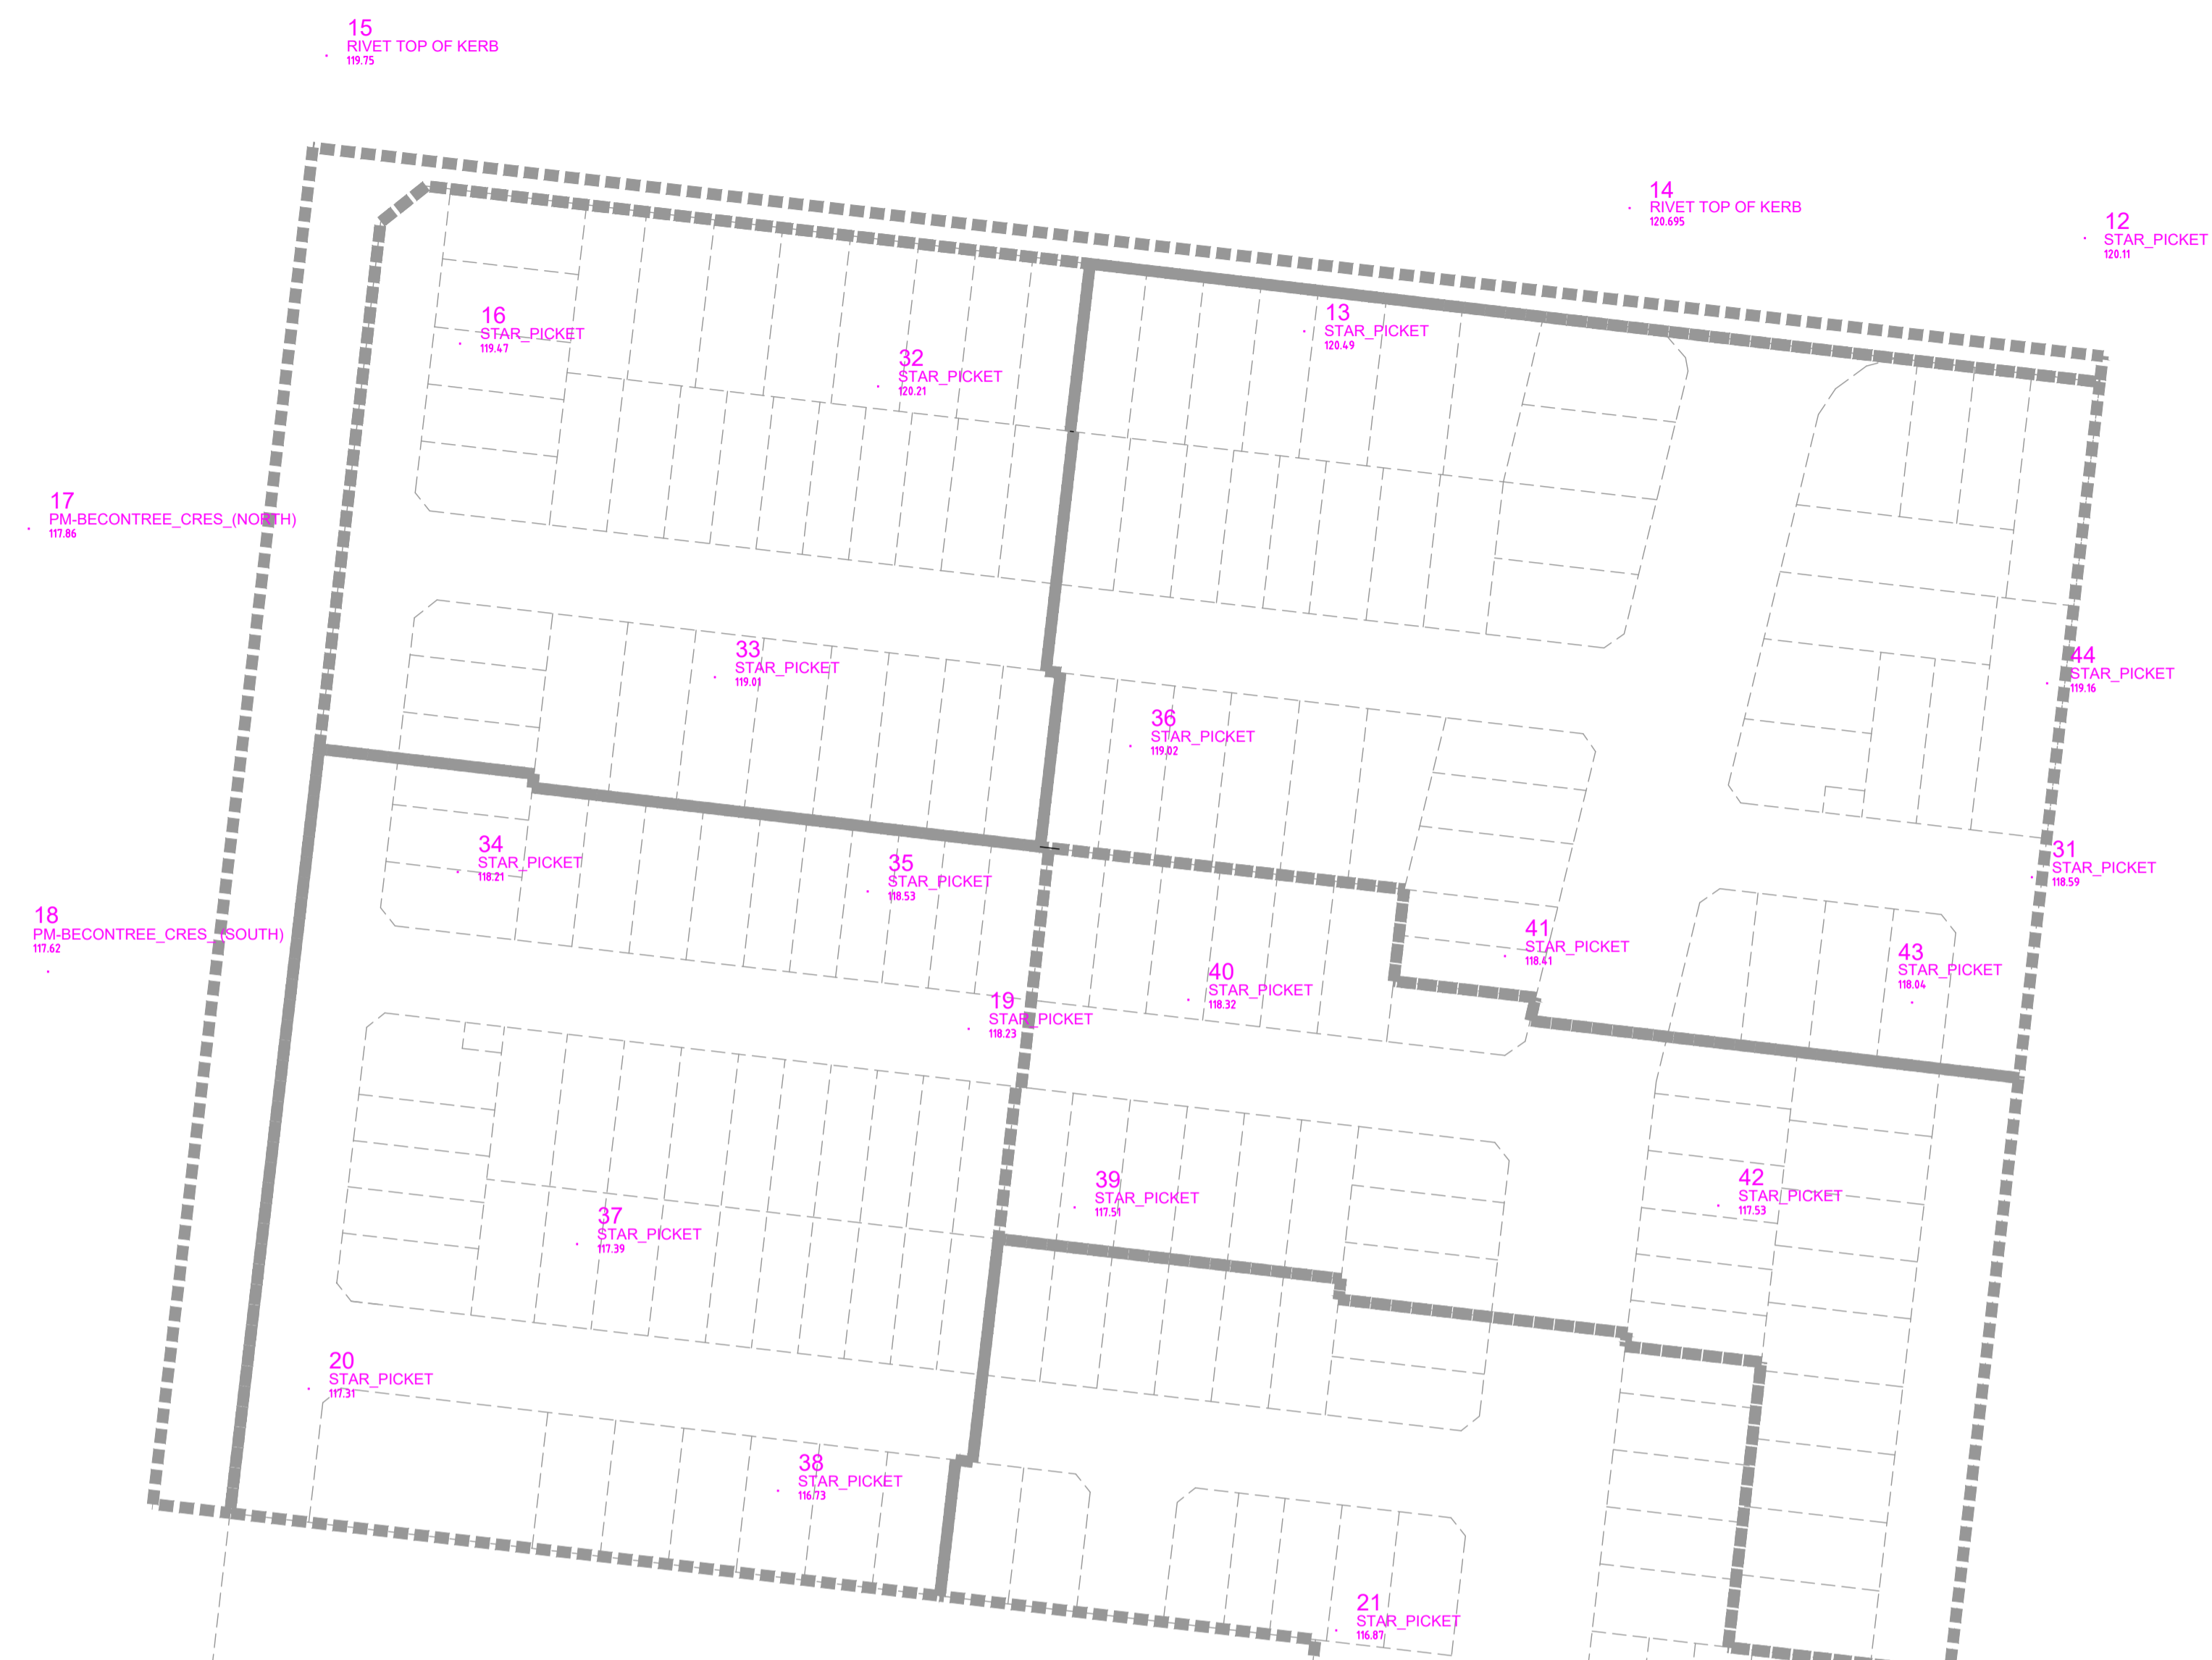 15
RIVET TOP OF KERB
119.75
14
RIVET TOP OF KERB
120.695
12
STAR_PICKET
120.11
16
STAR_PICKET
119.47
13
STAR_PICKET
120.49
32
STAR_PICKET
120.21
17
PM-BECONTREE_CRES_(NORTH)
117.86
33
STAR_PICKET
119.01
44
STAR_PICKET
119.16
36
STAR_PICKET
119.02
34
STAR_PICKET
118.21
35
STAR_PICKET
118.53
31
STAR_PICKET
118.59
18
PM-BECONTREE_CRES_(SOUTH)
117.62
41
STAR_PICKET
118.41
43
STAR_PICKET
118.04
40
STAR_PICKET
118.32
19
STAR_PICKET
118.23
39
STAR_PICKET
117.51
42
STAR_PICKET
117.53
37
STAR_PICKET
117.39
20
STAR_PICKET
117.31
38
STAR_PICKET
116.73
21
STAR_PICKET
116.87